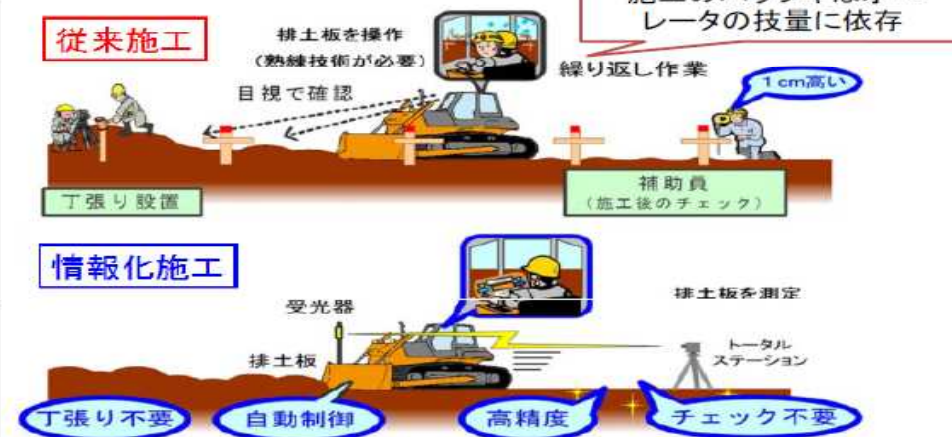 レータの技量に依存
従来施工
排土板を操作
(熟練技術が必要)
繰り返し作業
目視で確認
1cm高い
丁張り設置
補助員
(施工後のチェック)
情報化施工
受光器
排土板を測定
排土板
トータル
ステーション
丁張り不要
自動制御
高精度
チェック不要